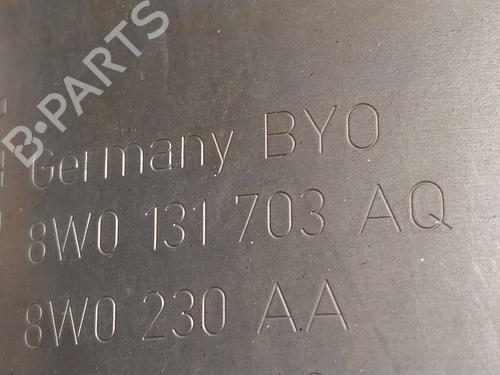 B-PARTS
Germany BYO
8W0 131 703 AQ
8W0 230 AA